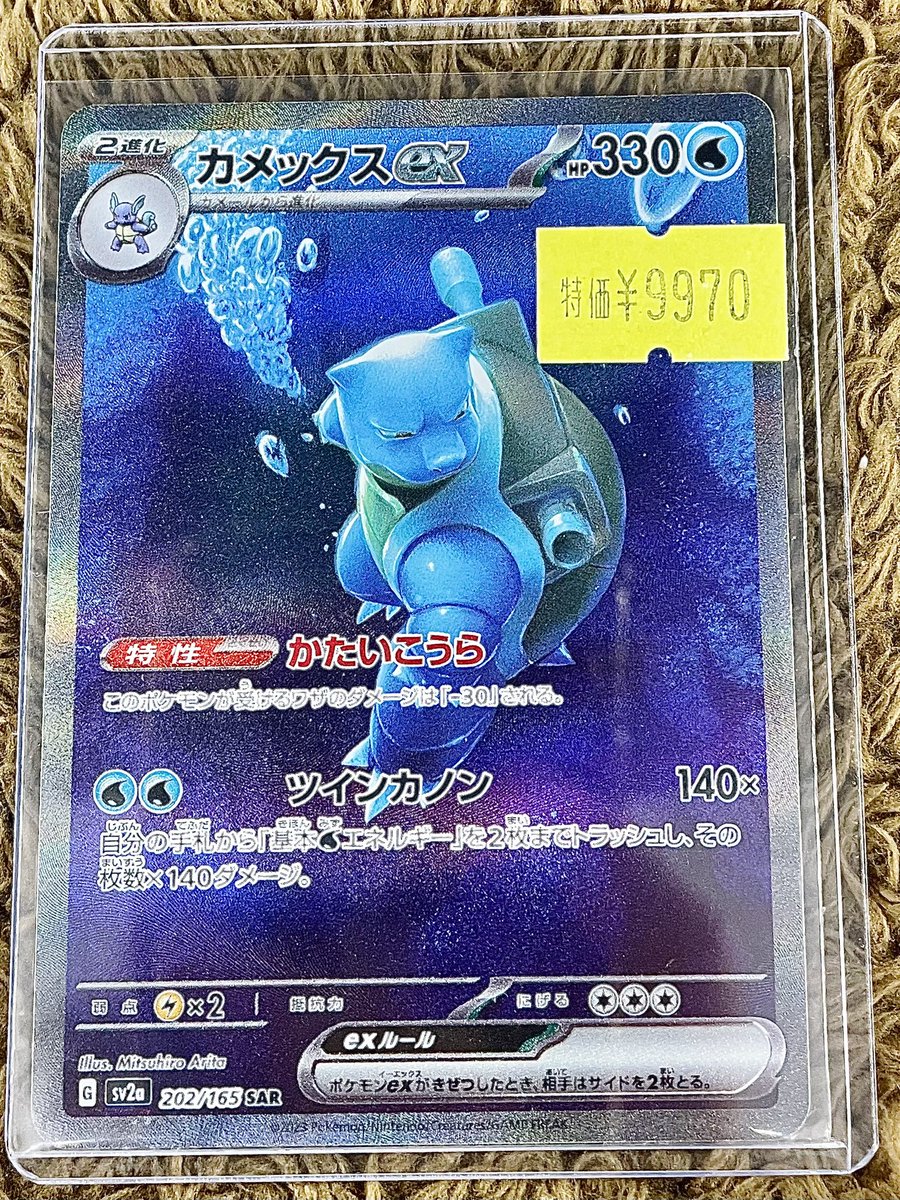 2進化
カメックスex HP330
カメールから進化
特価¥9970
特性 かたいこうら
このポケモンが受けるワザのダメージは「-30」される。
ツインカノン 140×
自分の手札から「基本エネルギー」を2枚までトラッシュし、その
枚数×140ダメージ。
弱点 ×2 抵抗力 にげる
exルール
ポケモンexがきぜつしたとき、相手はサイドを2枚とる。
Illus. Mitsuhiro Arita
G sv2a 202/165 SAR
©2023 Pokémon/Nintendo/Creatures/GAME FREAK